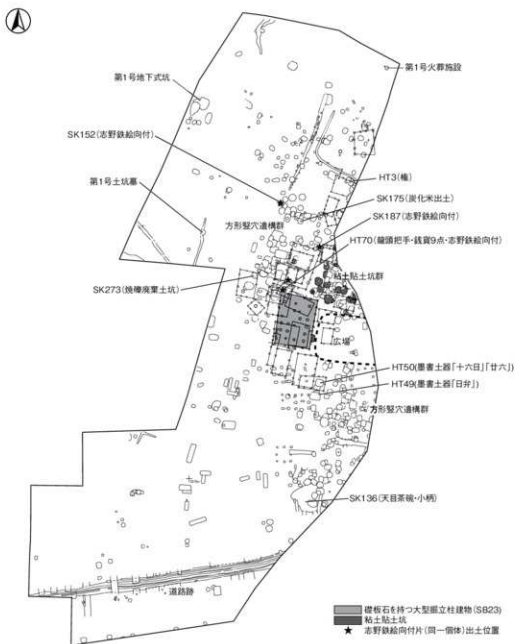 第1号火葬施設
第1号地下式坑
SK152(志野鉄絵向付)
HT3(権)
SK175(炭化米出土)
第1号土坑墓
SK187(志野鉄絵向付)
方形竪穴遺構群
HT70(龍頭把手・銭貨9点・志野鉄絵向付)
粘土貼土坑群
SK273(焼礫廃棄土坑)
広場
HT50(墨書土器「十六日」「廿六」)
HT49(墨書土器「日弁」)
方形竪穴遺構群
SK136(天目茶碗・小柄)
道路跡
礎板石を持つ大型掘立柱建物(SB23)
粘土貼土坑
★ 志野鉄絵向付片(同一個体)出土位置